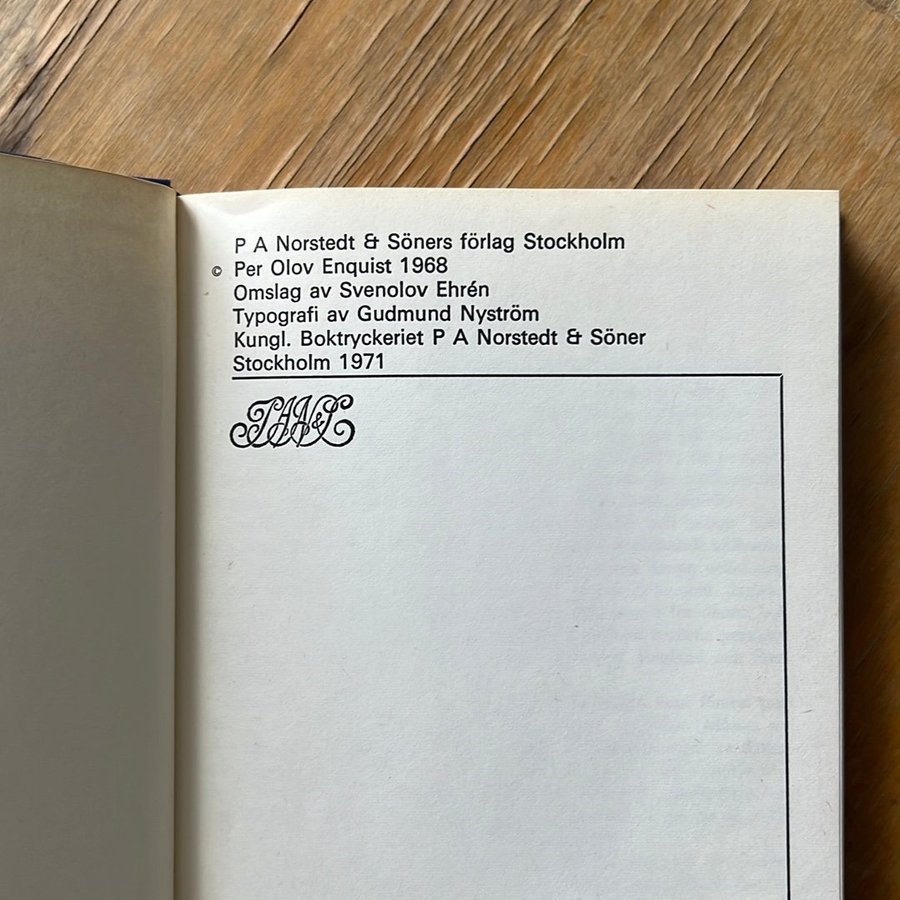 P A Norstedt & Söners förlag Stockholm
© Per Olov Enquist 1968
Omslag av Svenolov Ehrén
Typografi av Gudmund Nyström
Kungl. Boktryckeriet P A Norstedt & Söner
Stockholm 1971
PAN&S